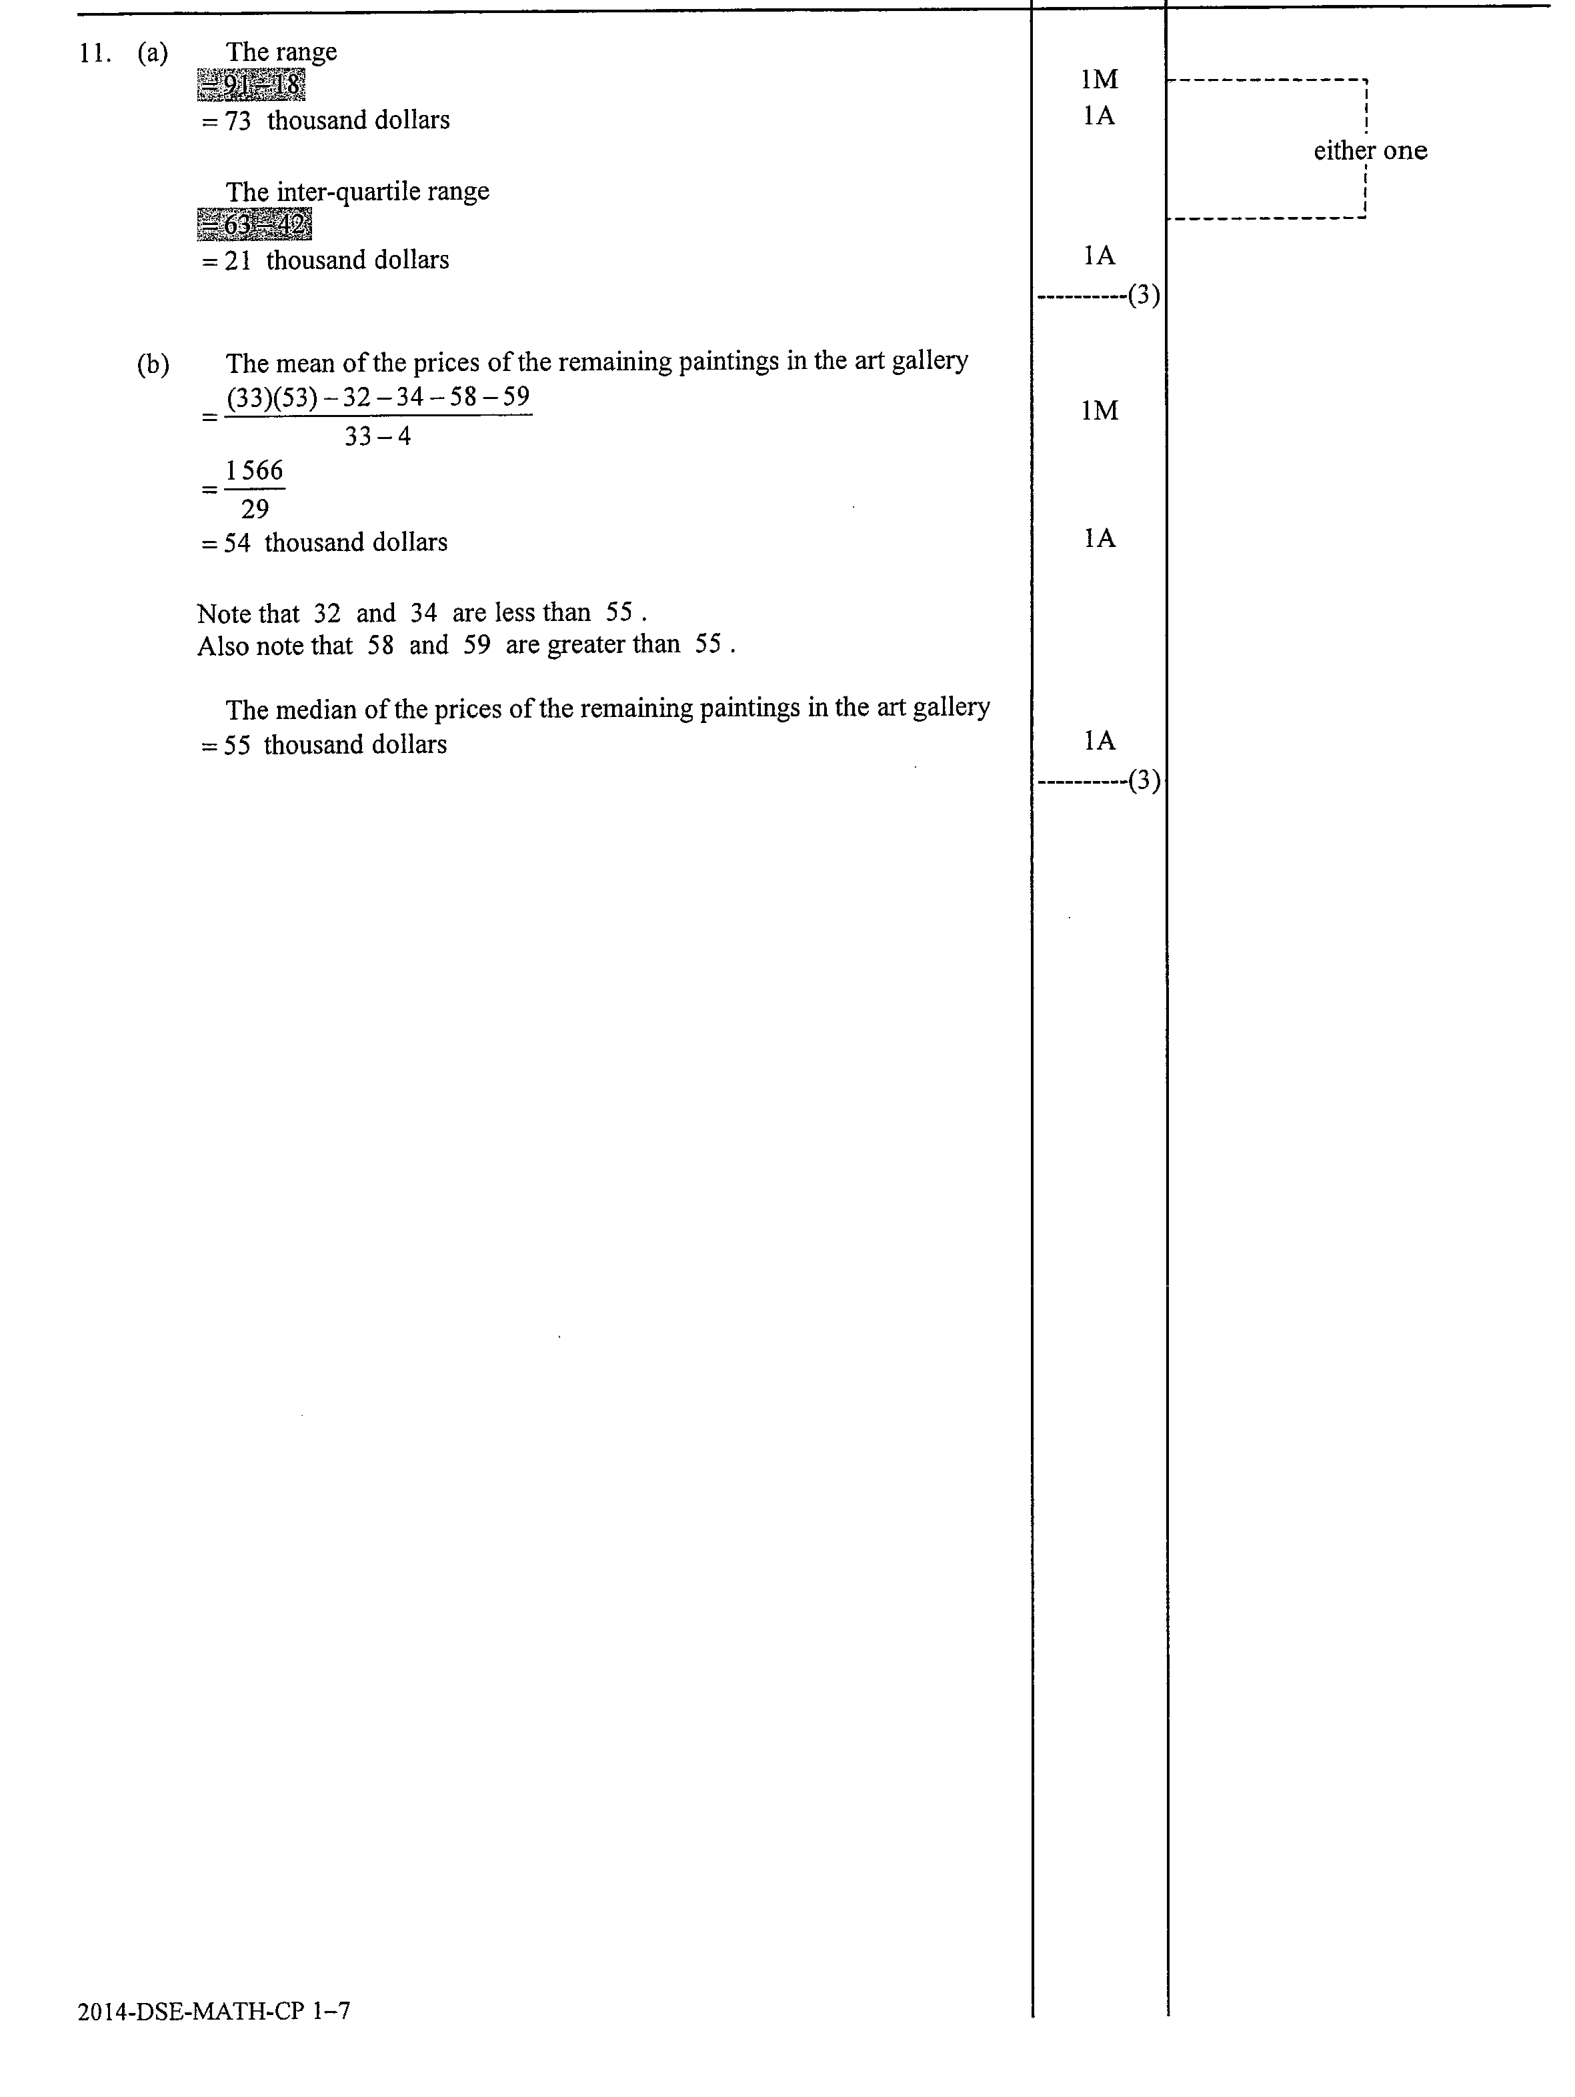 11. (a) The range
= 91 – 18 1M
= 73 thousand dollars 1A
either one
The inter-quartile range
= 63 – 42
= 21 thousand dollars 1A
----------(3)
(b) The mean of the prices of the remaining paintings in the art gallery
= \frac{(33)(53) – 32 – 34 – 58 – 59}{33 – 4} 1M
= \frac{1 566}{29}
= 54 thousand dollars 1A
Note that 32 and 34 are less than 55 .
Also note that 58 and 59 are greater than 55 .
The median of the prices of the remaining paintings in the art gallery
= 55 thousand dollars 1A
----------(3)
2014-DSE-MATH-CP 1–7